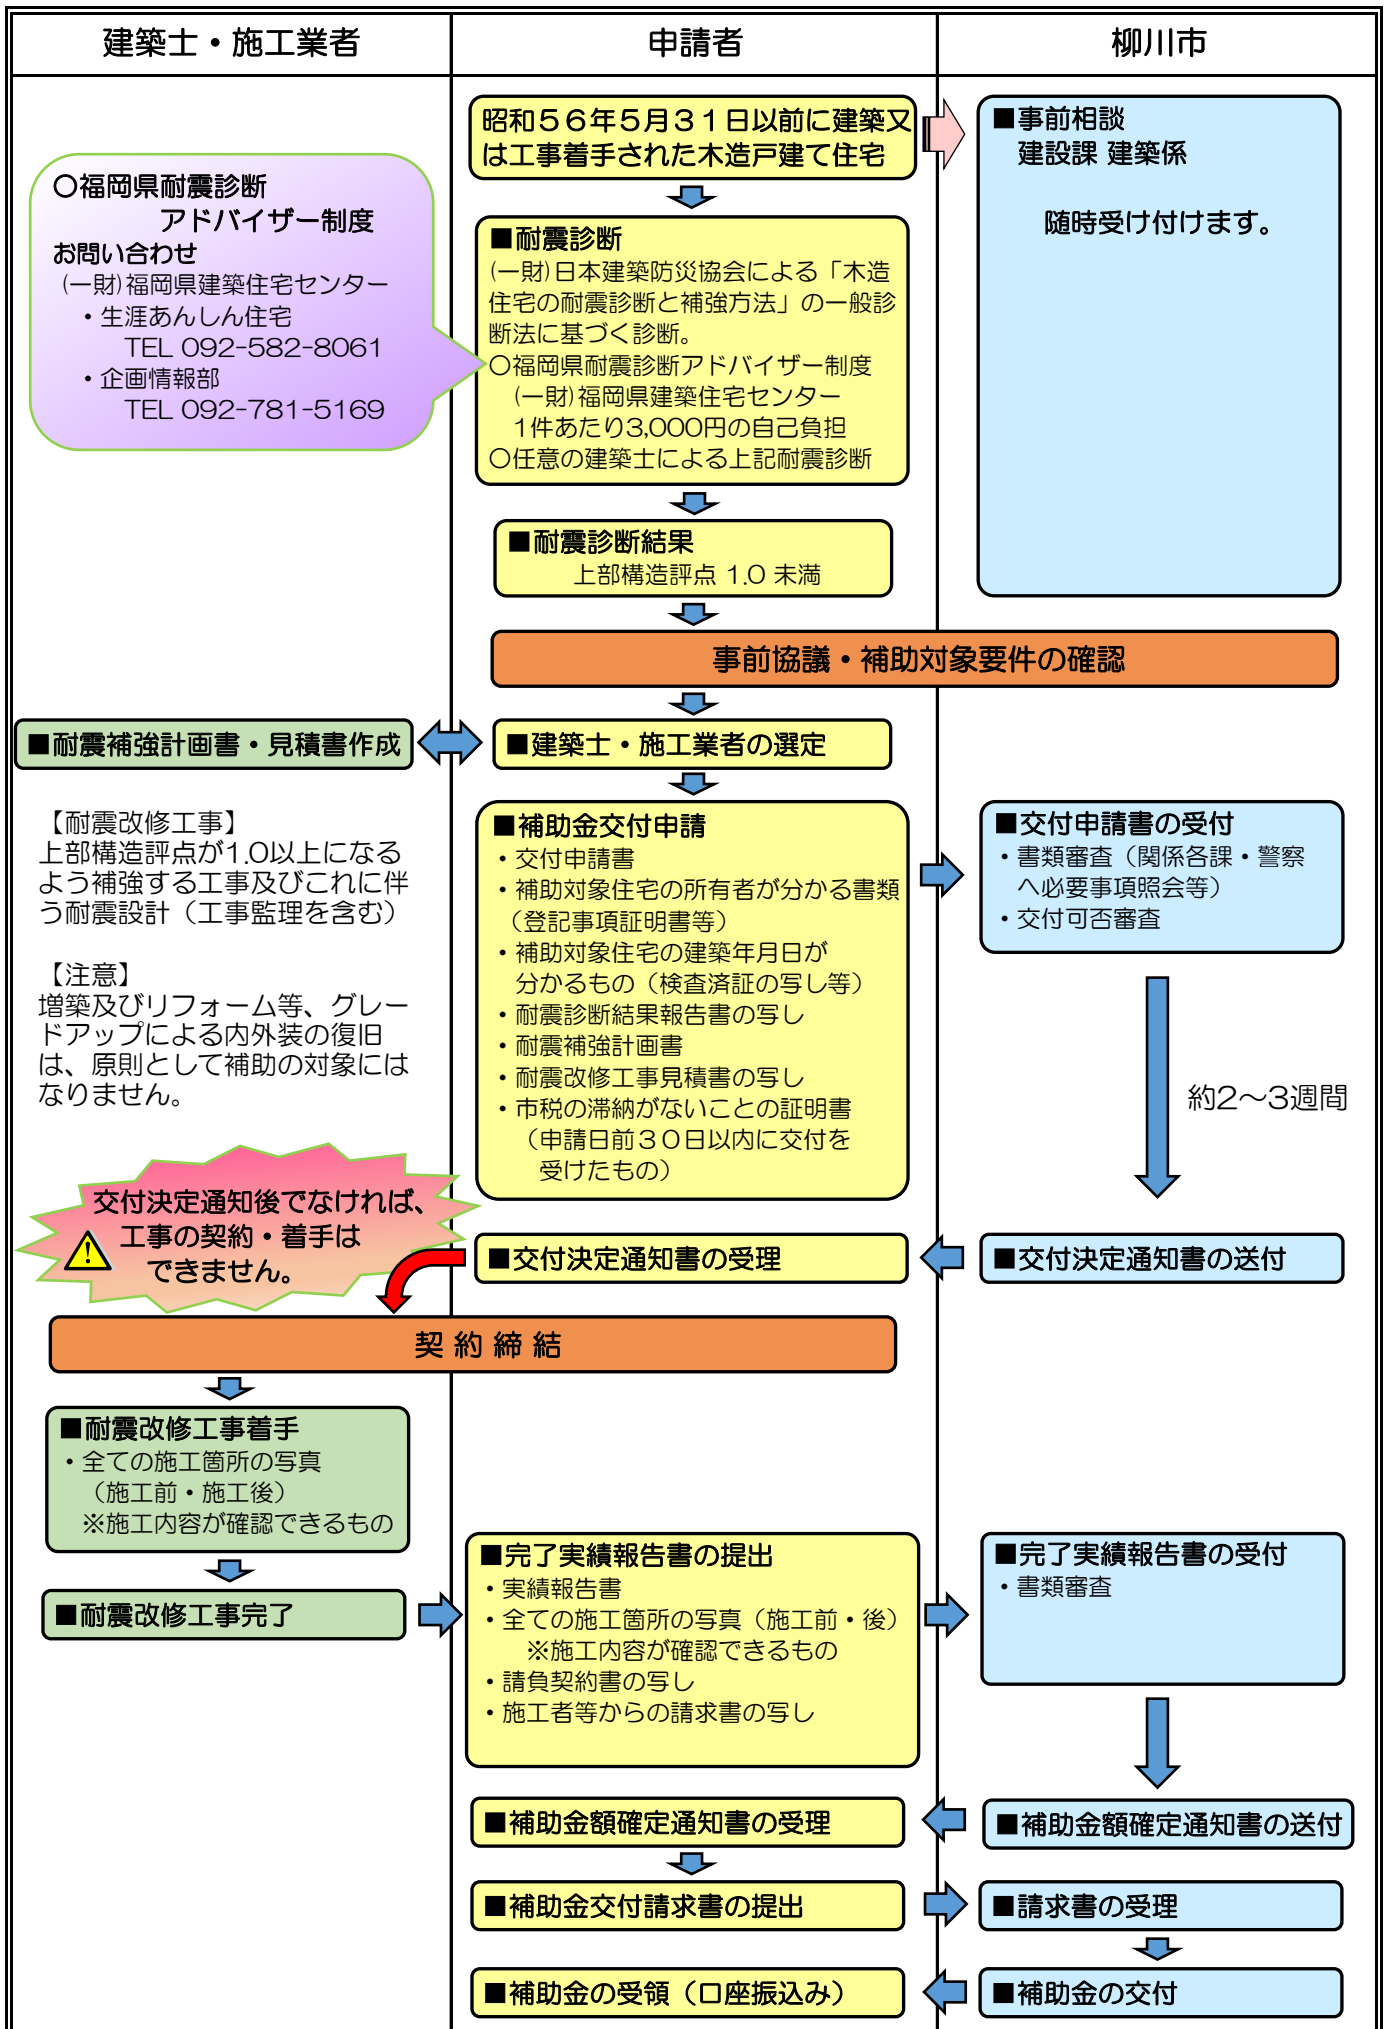 建築士・施工業者
申請者
柳川市
昭和５６年５月３１日以前に建築又
は工事着手された木造戸建て住宅
■事前相談
建設課 建築係
随時受け付けます。
〇福岡県耐震診断
アドバイザー制度
お問い合わせ
(一財)福岡県建築住宅センター
・生涯あんしん住宅
TEL 092-582-8061
・企画情報部
TEL 092-781-5169
■耐震診断
(一財)日本建築防災協会による「木造
住宅の耐震診断と補強方法」の一般診
断法に基づく診断。
〇福岡県耐震診断アドバイザー制度
(一財)福岡県建築住宅センター
1件あたり3,000円の自己負担
〇任意の建築士による上記耐震診断
■耐震診断結果
上部構造評点 1.0 未満
事前協議・補助対象要件の確認
■耐震補強計画書・見積書作成
■建築士・施工業者の選定
【耐震改修工事】
上部構造評点が1.0以上になる
よう補強する工事及びこれに伴
う耐震設計（工事監理を含む）
【注意】
増築及びリフォーム等、グレー
ドアップによる内外装の復旧
は、原則として補助の対象には
なりません。
■補助金交付申請
・交付申請書
・補助対象住宅の所有者が分かる書類
（登記事項証明書等）
・補助対象住宅の建築年月日が
分かるもの（検査済証の写し等）
・耐震診断結果報告書の写し
・耐震補強計画書
・耐震改修工事見積書の写し
・市税の滞納がないことの証明書
（申請日前３０日以内に交付を
受けたもの）
■交付申請書の受付
・書類審査（関係各課・警察
へ必要事項照会等）
・交付可否審査
約2～3週間
交付決定通知後でなければ、
工事の契約・着手は
できません。
■交付決定通知書の受理
■交付決定通知書の送付
契 約 締 結
■耐震改修工事着手
・全ての施工箇所の写真
（施工前・施工後）
※施工内容が確認できるもの
■耐震改修工事完了
■完了実績報告書の提出
・実績報告書
・全ての施工箇所の写真（施工前・後）
※施工内容が確認できるもの
・請負契約書の写し
・施工者等からの請求書の写し
■完了実績報告書の受付
・書類審査
■補助金額確定通知書の受理
■補助金額確定通知書の送付
■補助金交付請求書の提出
■請求書の受理
■補助金の受領（口座振込み）
■補助金の交付